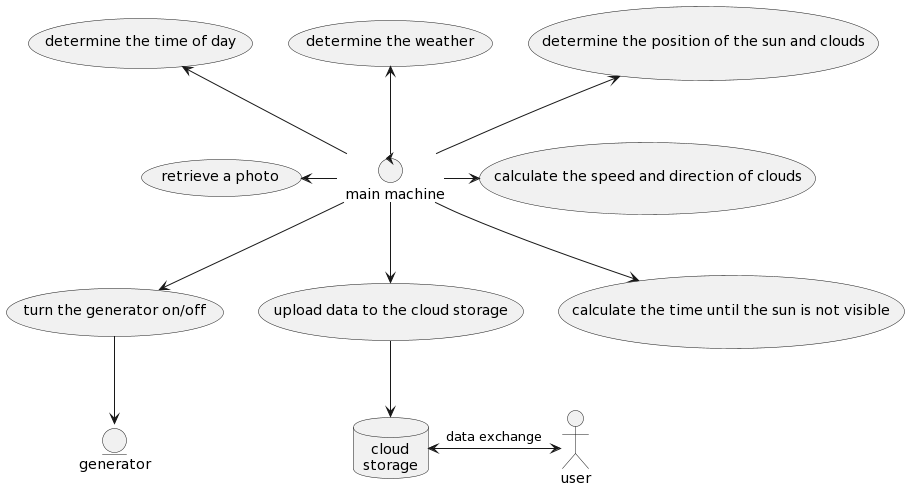 determine the time of day
determine the weather
determine the position of the sun and clouds
retrieve a photo
main machine
calculate the speed and direction of clouds
turn the generator on/off
upload data to the cloud storage
calculate the time until the sun is not visible
generator
cloud
storage
data exchange
user